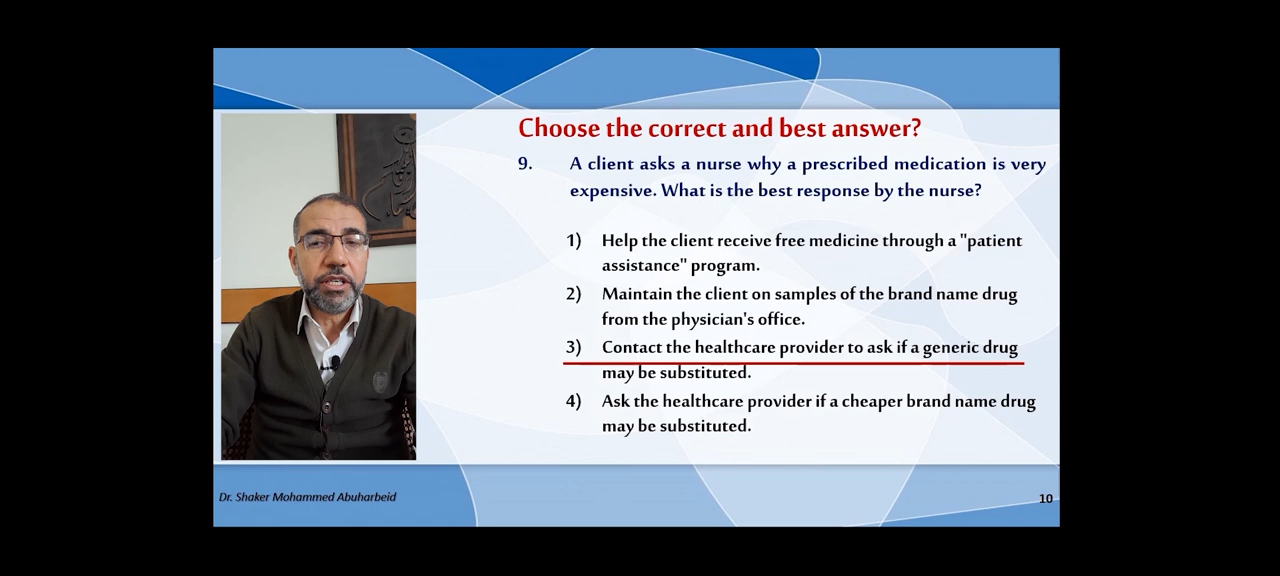 Choose the correct and best answer?
9. A client asks a nurse why a prescribed medication is very
expensive. What is the best response by the nurse?
1) Help the client receive free medicine through a "patient
assistance" program.
2) Maintain the client on samples of the brand name drug
from the physician's office.
3) Contact the healthcare provider to ask if a generic drug
may be substituted.
4) Ask the healthcare provider if a cheaper brand name drug
may be substituted.
Dr. Shaker Mohammed Abuharbeid
10